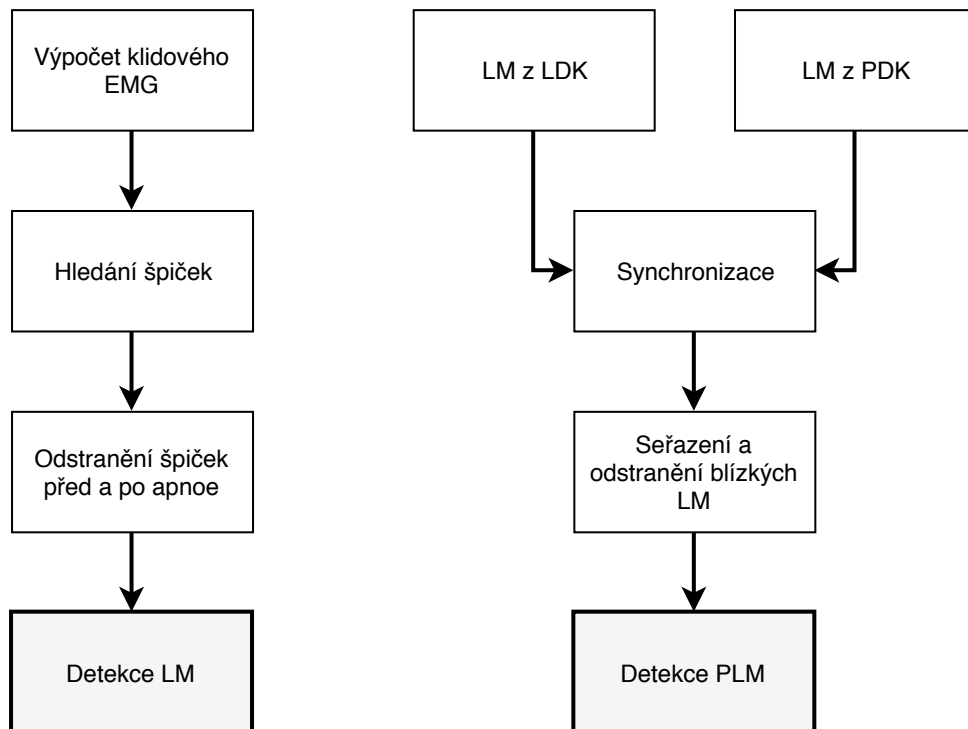 Výpočet klidového
EMG
Hledání špiček
Odstranění špiček
před a po apnoe
Detekce LM
LM z LDK
LM z PDK
Synchronizace
Seřazení a
odstranění blízkých
LM
Detekce PLM